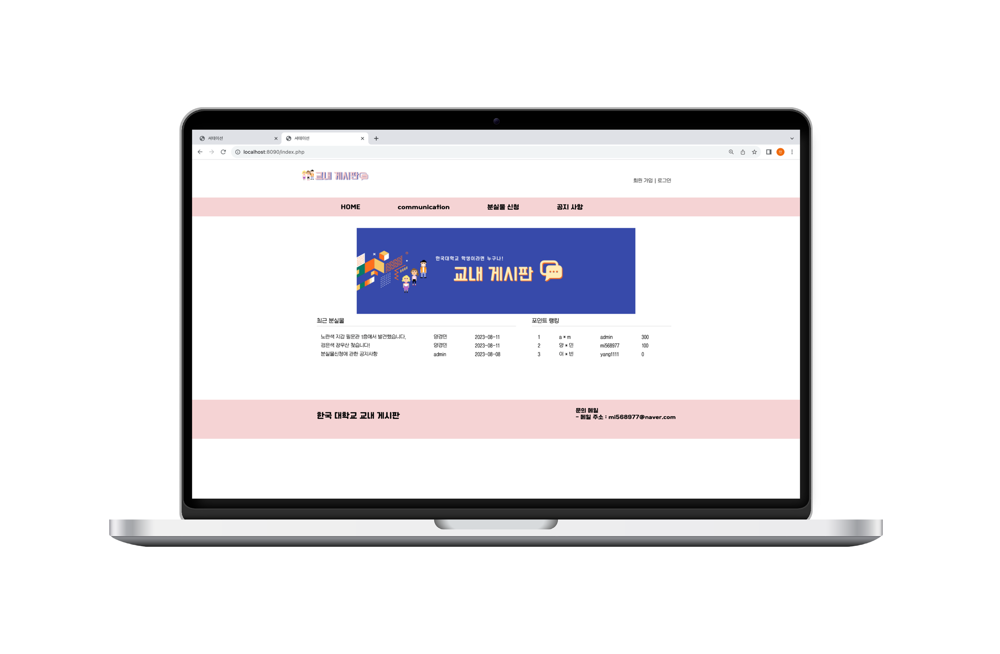 셔테이션
셔테이션
localhost:8090/index.php
민
교내 게시판
회원 가입 | 로그인
HOME communication 분실물 신청 공지 사항
한국대학교 학생이라면 누구나!
교내 게시판
최근 분실물
노란색 지갑 필운관 1층에서 발견했습니다. 양경민 2023-08-11
검은색 장우산 찾습니다! 양경민 2023-08-11
분실물신청에 관한 공지사항 admin 2023-08-08
포인트 랭킹
1 a * m admin 300
2 양 * 민 mi568977 100
3 이 * 빈 yang1111 0
한국 대학교 교내 게시판
문의 메일
- 메일 주소 : mi568977@naver.com